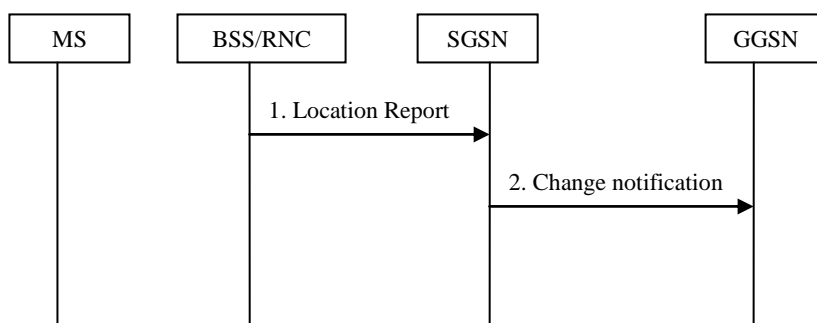 MS
BSS/RNC
SGSN
GGSN
1. Location Report
2. Change notification